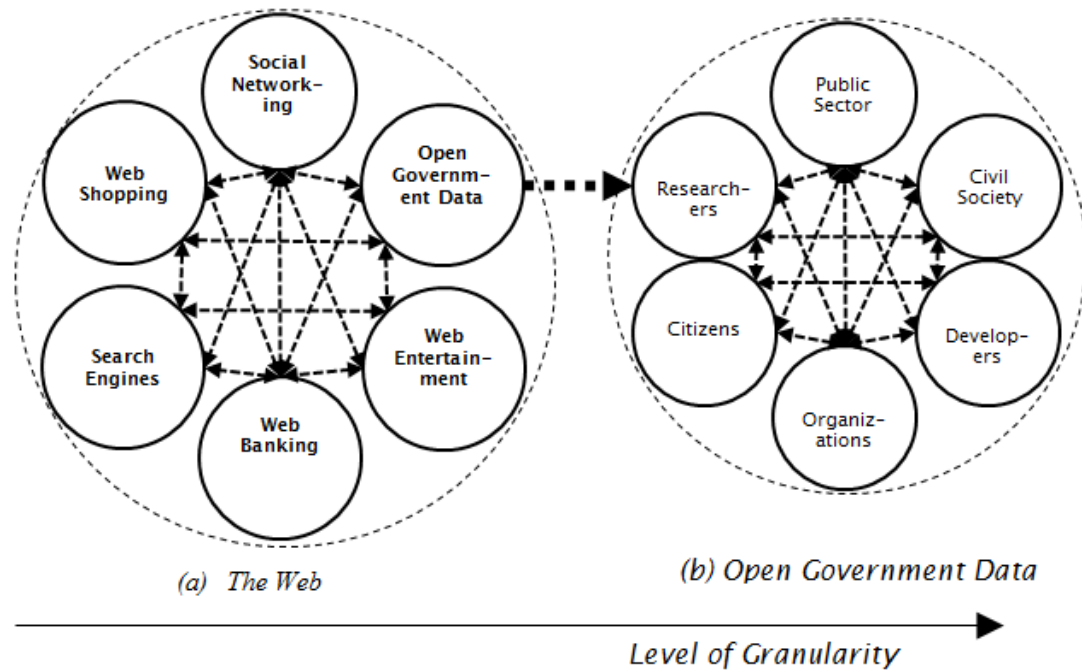 Social
Network-
ing
Web
Shopping
Open
Governm-
ent Data
Search
Engines
Web
Entertain-
ment
Web
Banking
(a) The Web
Public
Sector
Research-
ers
Civil
Society
Citizens
Develop-
ers
Organiz-
ations
(b) Open Government Data
Level of Granularity